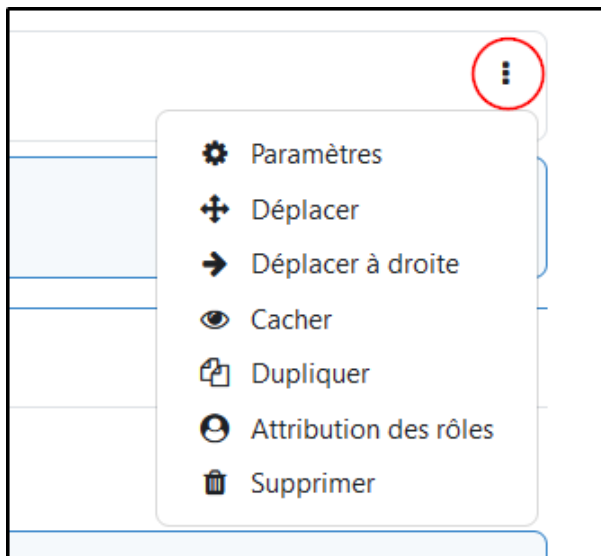 Paramètres
Déplacer
Déplacer à droite
Cacher
Dupliquer
Attribution des rôles
Supprimer